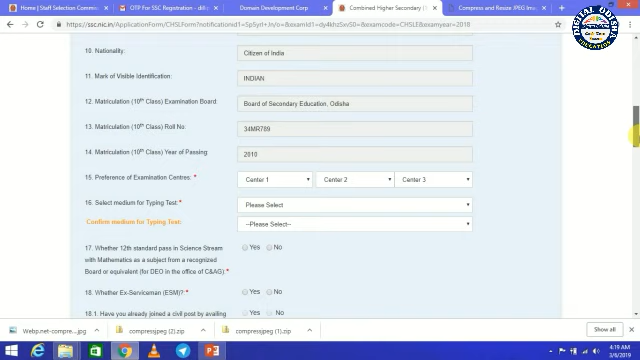 Home | Staff Selection Commission
OTP For SSC Registration - dili
Domain Development Corp
Combined Higher Secondary (
Compress and Resize JPEG Ima
https://ssc.nic.in/ApplicationForm/CHSLForm?
examcode=CHSLE&examyear=2018
DIGITAL ODISHA
EDUCATION
10. Nationality:
Citizen of India
11. Mark of Visible Identification:
INDIAN
12. Matriculation (10th Class) Examination Board:
Board of Secondary Education, Odisha
13. Matriculation (10th Class) Roll No
34MR789
14. Matriculation (10th Class) Year of Passing
2010
15. Preference of Examination Centres: *
Center 1
Center 2
Center 3
16. Select medium for Typing Test: *
Please Select
Confirm medium for Typing Test:
--Please Select--
17. Whether 12th standard pass in Science Stream
with Mathematics as a subject from a recognized
Board or equivalent (for DEO in the office of C&AG). *
Yes
No
18. Whether Ex-Serviceman (ESM)?: *
Yes
No
18.1. Have you already joined a civil post by availing
Yes
No
Webp.net-compre....jpg
compressjpeg (2).zip
compressjpeg (1).zip
Show all
4:19 AM
3/6/2019